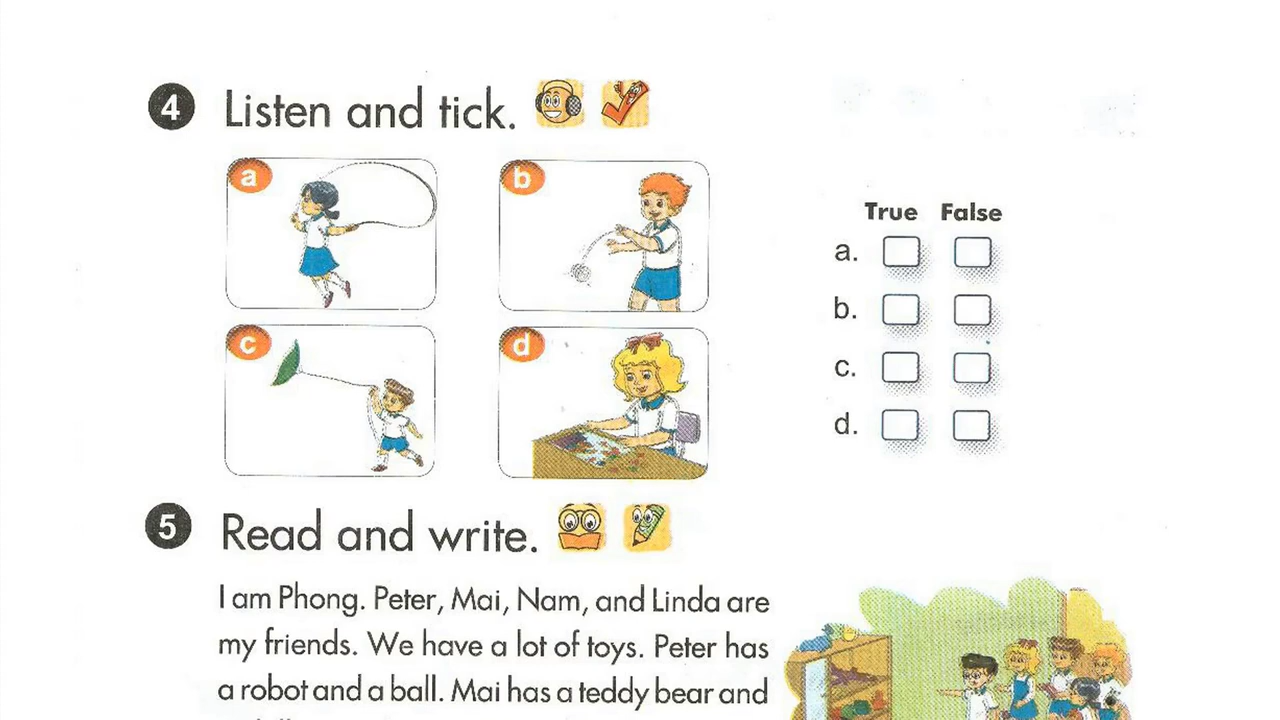 4 Listen and tick.
a
b
c
d
True False
a.
b.
c.
d.
5 Read and write.
I am Phong. Peter, Mai, Nam, and Linda are
my friends. We have a lot of toys. Peter has
a robot and a ball. Mai has a teddy bear and